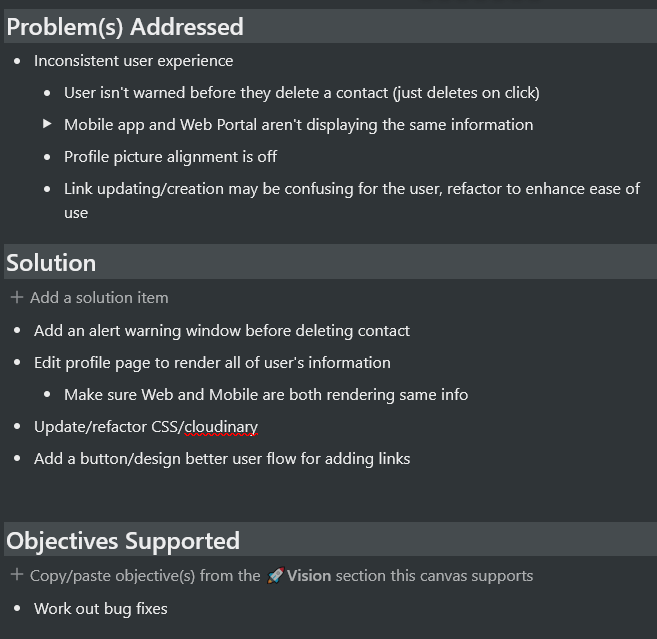 Problem(s) Addressed
Inconsistent user experience
User isn't warned before they delete a contact (just deletes on click)
Mobile app and Web Portal aren't displaying the same information
Profile picture alignment is off
Link updating/creation may be confusing for the user, refactor to enhance ease of
use
Solution
Add a solution item
Add an alert warning window before deleting contact
Edit profile page to render all of user's information
Make sure Web and Mobile are both rendering same info
Update/refactor CSS/cloudinary
Add a button/design better user flow for adding links
Objectives Supported
Copy/paste objective(s) from the 🚀 Vision section this canvas supports
Work out bug fixes